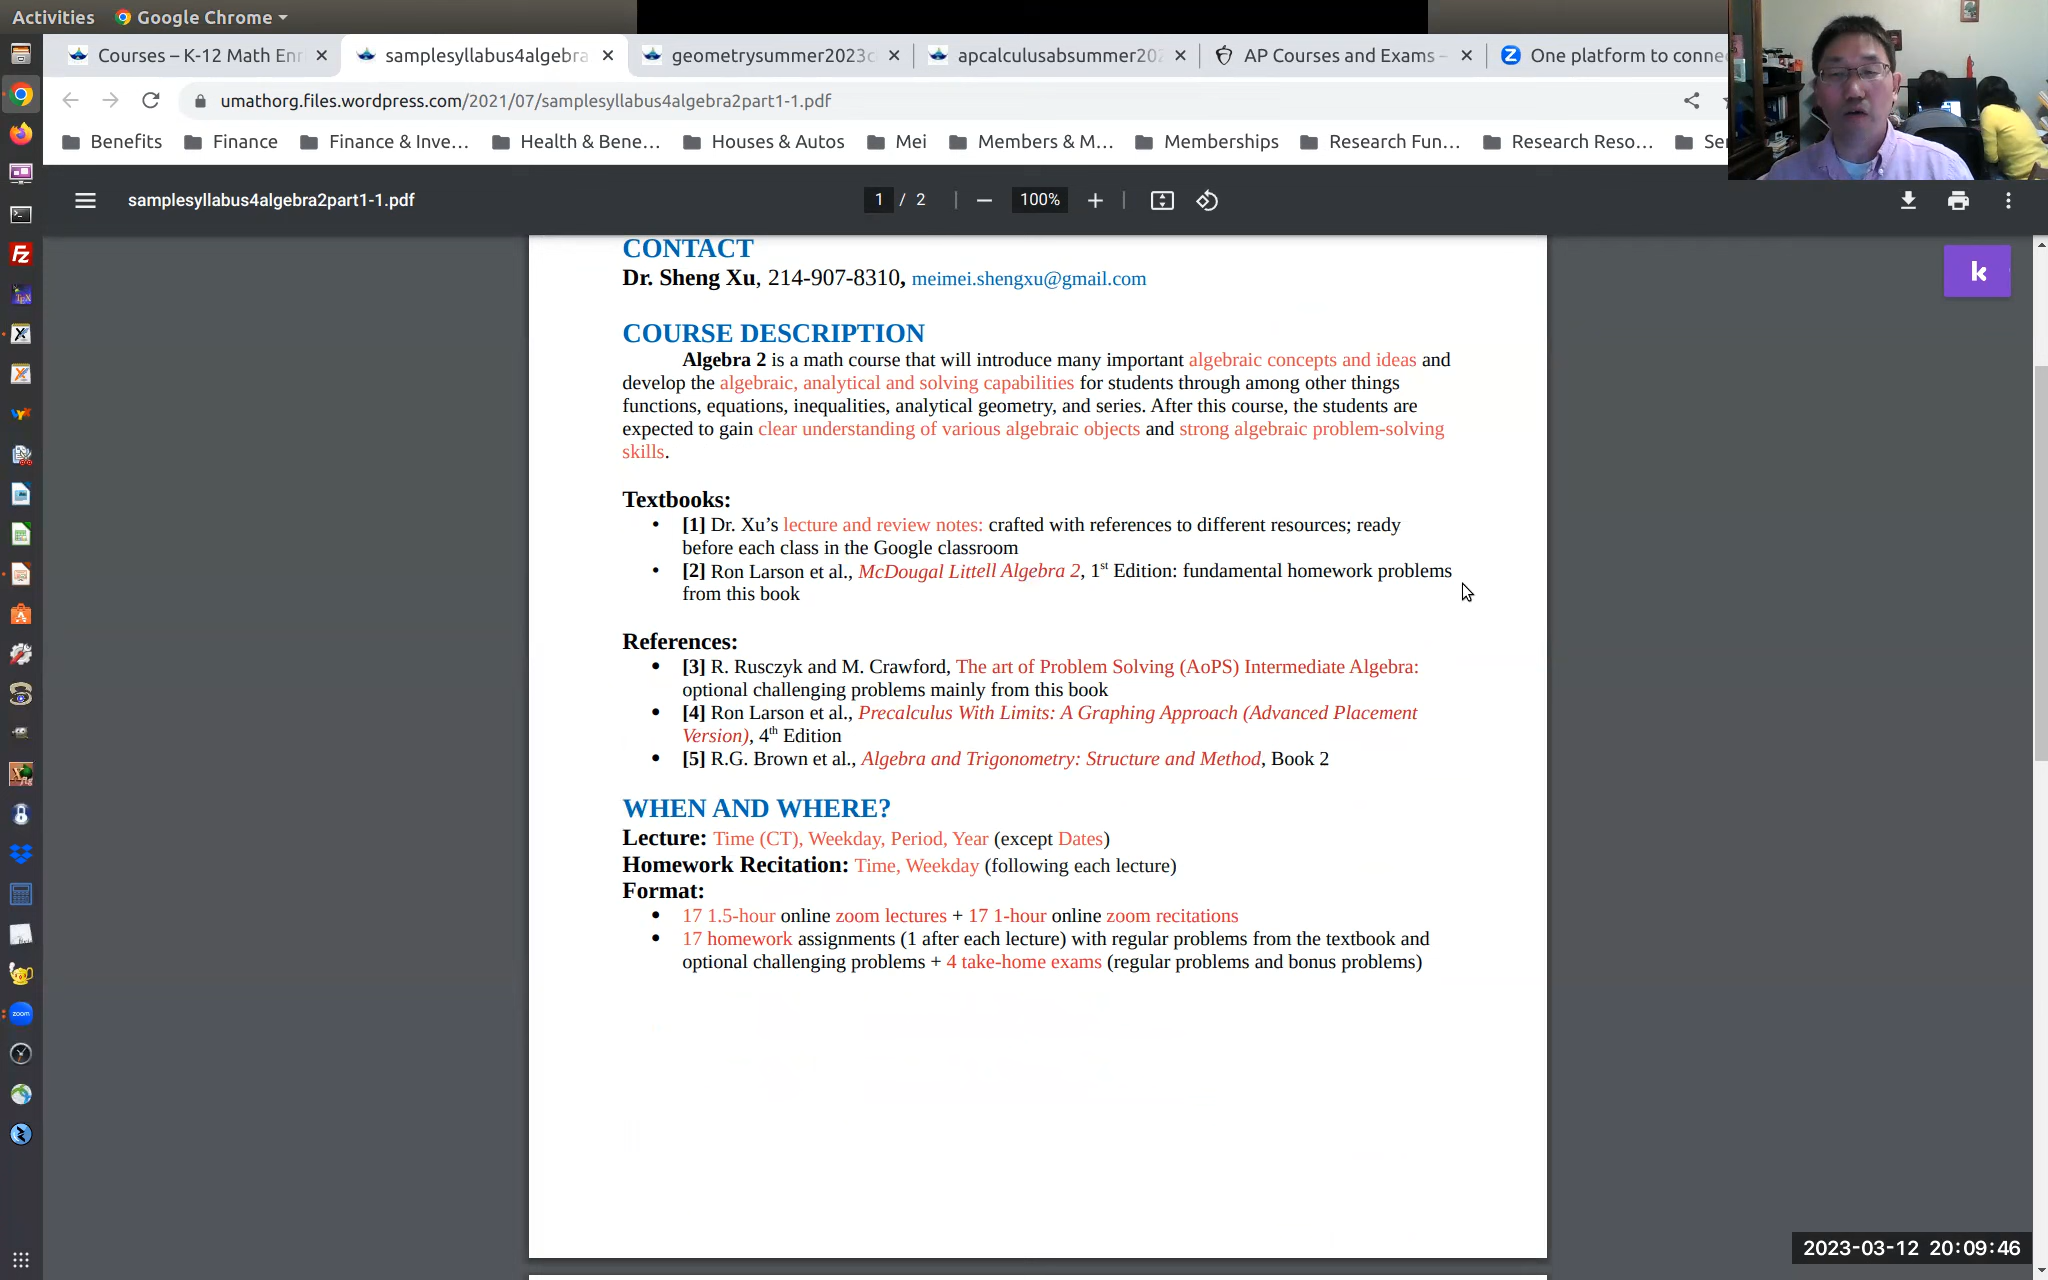 Activities Google Chrome
Courses – K-12 Math Enr samplesyllabus4algebra geometrysummer2023c apcalculusabsummer202 AP Courses and Exams – One platform to conne
umathorg.files.wordpress.com/2021/07/samplesyllabus4algebra2part1-1.pdf
Benefits Finance Finance & Inve... Health & Bene... Houses & Autos Mei Members & M... Memberships Research Fun... Research Reso... Ser
samplesyllabus4algebra2part1-1.pdf 1 / 2 100%
k
CONTACT
Dr. Sheng Xu, 214-907-8310, meimei.shengxu@gmail.com
COURSE DESCRIPTION
Algebra 2 is a math course that will introduce many important algebraic concepts and ideas and
develop the algebraic, analytical and solving capabilities for students through among other things
functions, equations, inequalities, analytical geometry, and series. After this course, the students are
expected to gain clear understanding of various algebraic objects and strong algebraic problem-solving
skills.
Textbooks:
• [1] Dr. Xu’s lecture and review notes: crafted with references to different resources; ready
before each class in the Google classroom
• [2] Ron Larson et al., McDougal Littell Algebra 2, 1st Edition: fundamental homework problems
from this book
References:
• [3] R. Rusczyk and M. Crawford, The art of Problem Solving (AoPS) Intermediate Algebra:
optional challenging problems mainly from this book
• [4] Ron Larson et al., Precalculus With Limits: A Graphing Approach (Advanced Placement
Version), 4th Edition
• [5] R.G. Brown et al., Algebra and Trigonometry: Structure and Method, Book 2
WHEN AND WHERE?
Lecture: Time (CT), Weekday, Period, Year (except Dates)
Homework Recitation: Time, Weekday (following each lecture)
Format:
• 17 1.5-hour online zoom lectures + 17 1-hour online zoom recitations
• 17 homework assignments (1 after each lecture) with regular problems from the textbook and
optional challenging problems + 4 take-home exams (regular problems and bonus problems)
zoom
2023-03-12 20:09:46